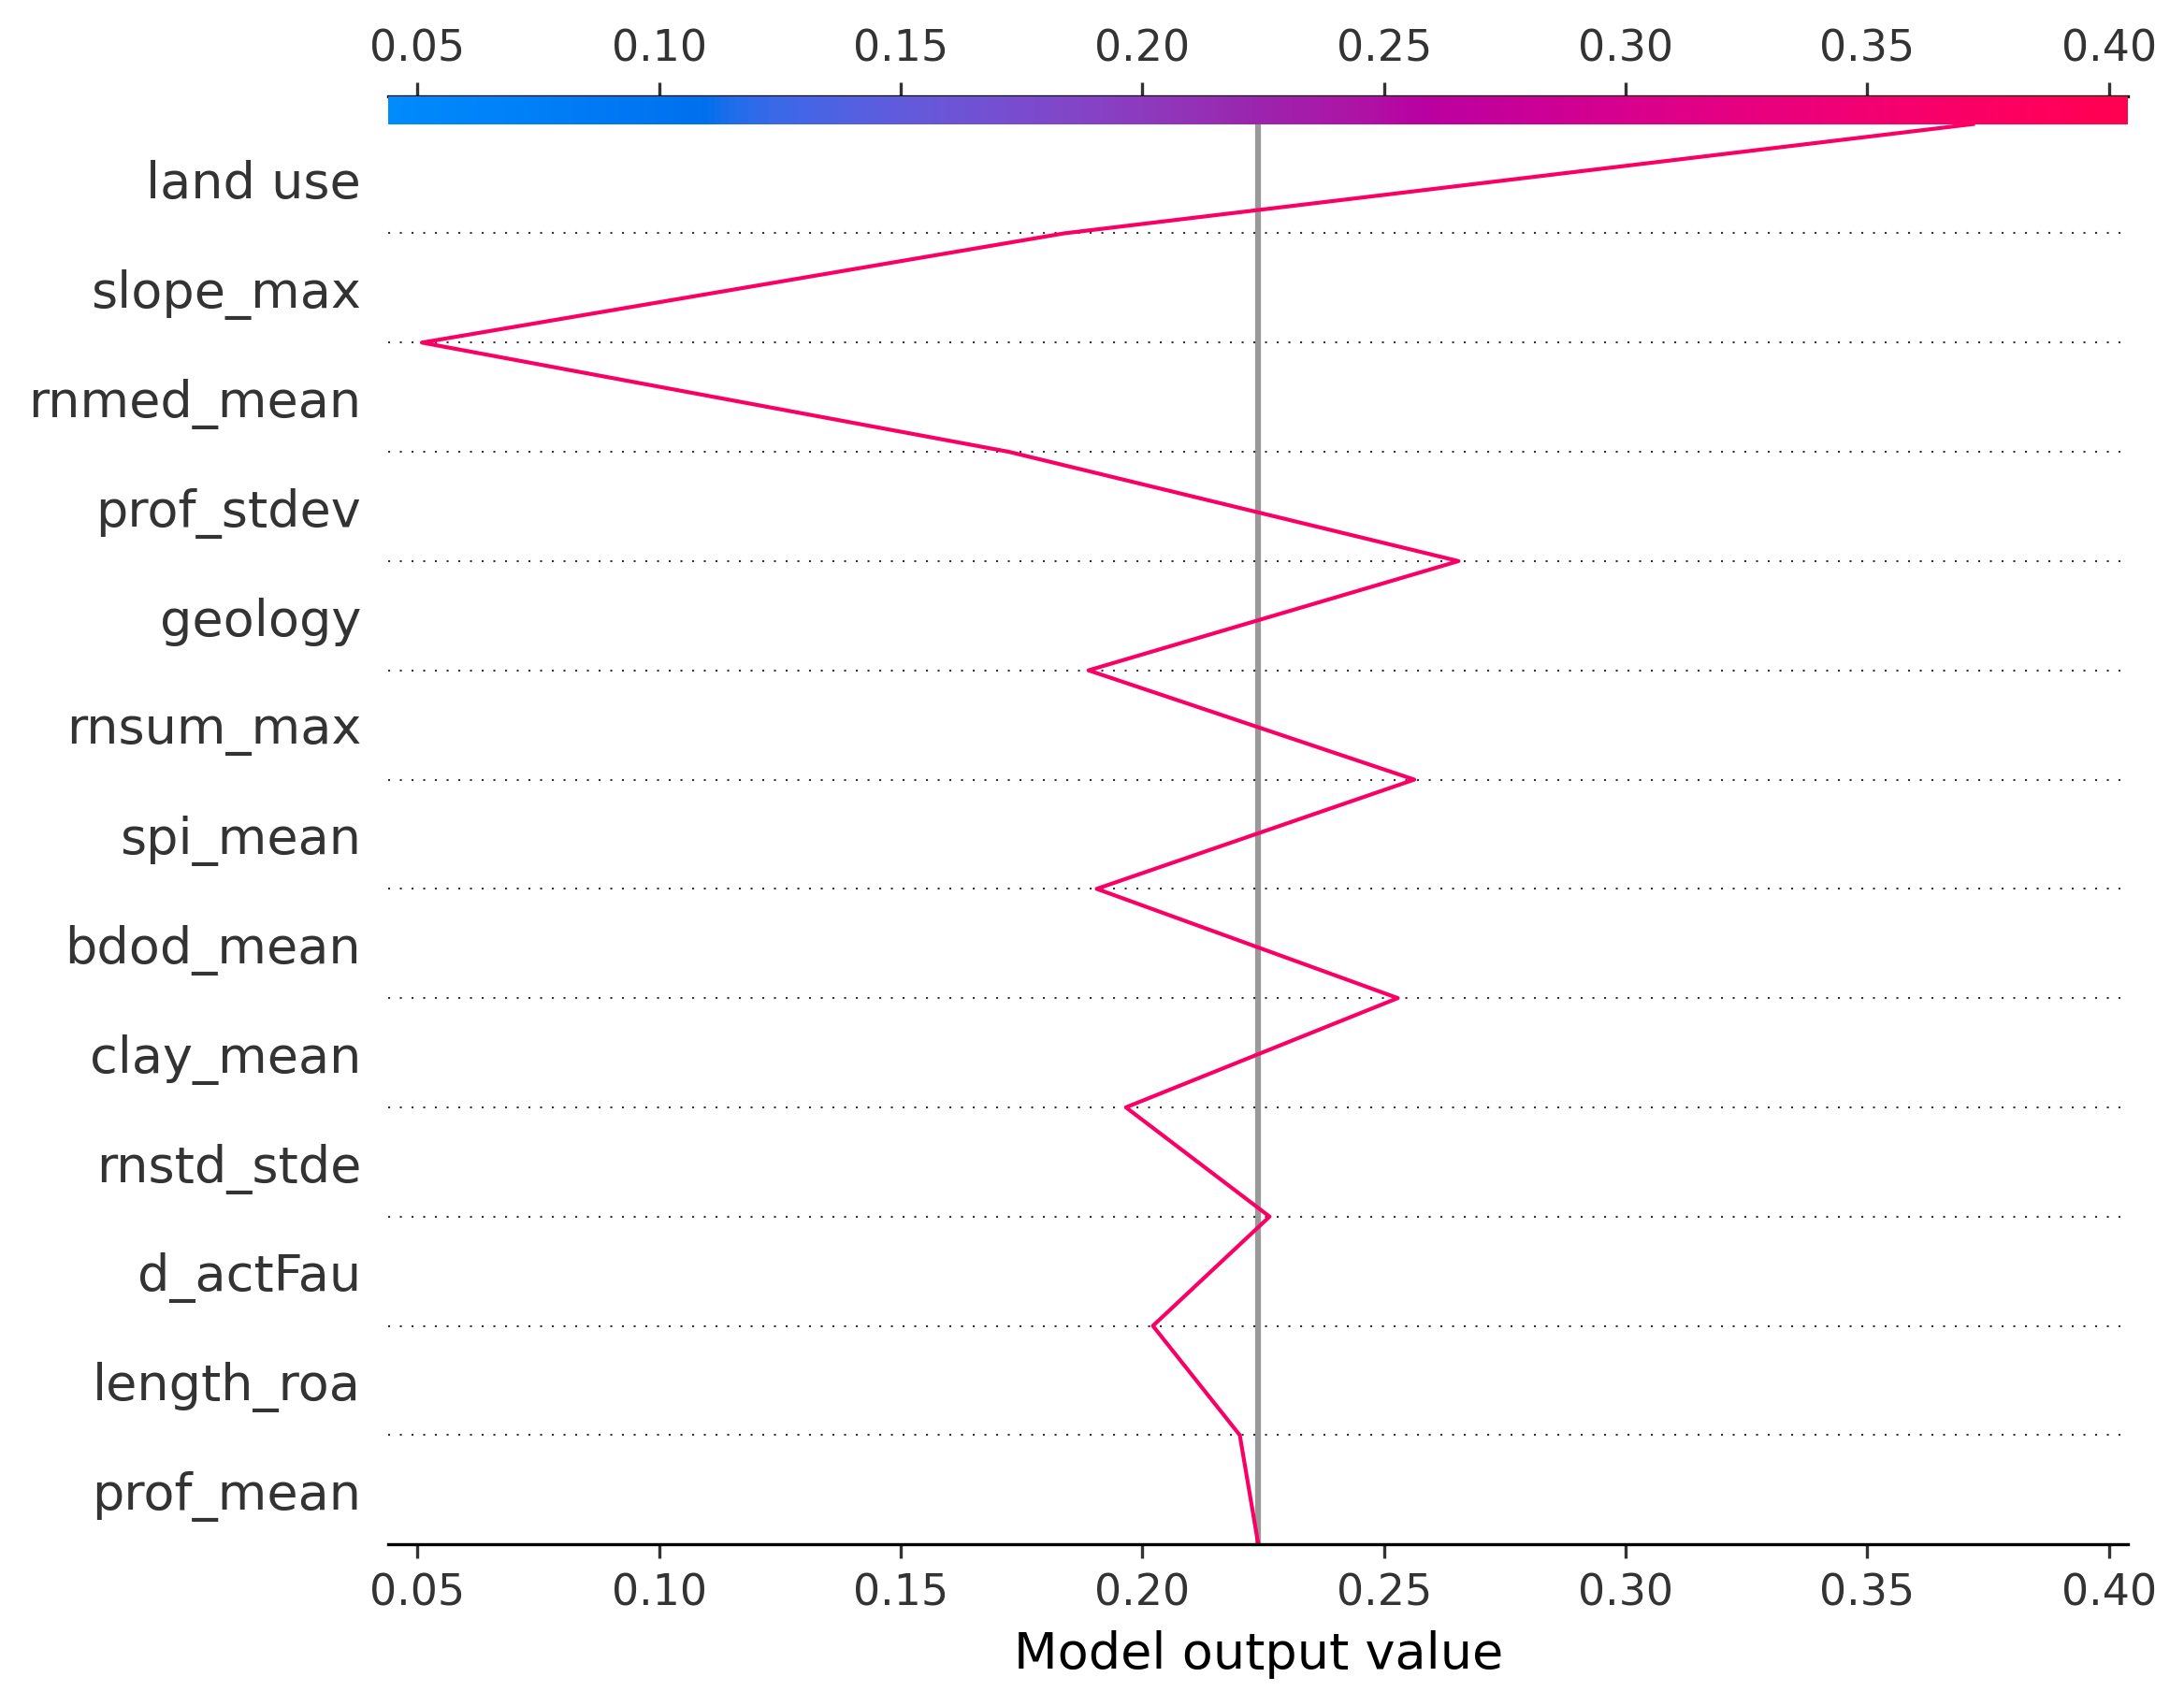 0.05 0.10 0.15 0.20 0.25 0.30 0.35 0.40
land use
slope_max
rnmed_mean
prof_stdev
geology
rnsum_max
spi_mean
bdod_mean
clay_mean
rnstd_stde
d_actFau
length_roa
prof_mean
0.05 0.10 0.15 0.20 0.25 0.30 0.35 0.40
Model output value